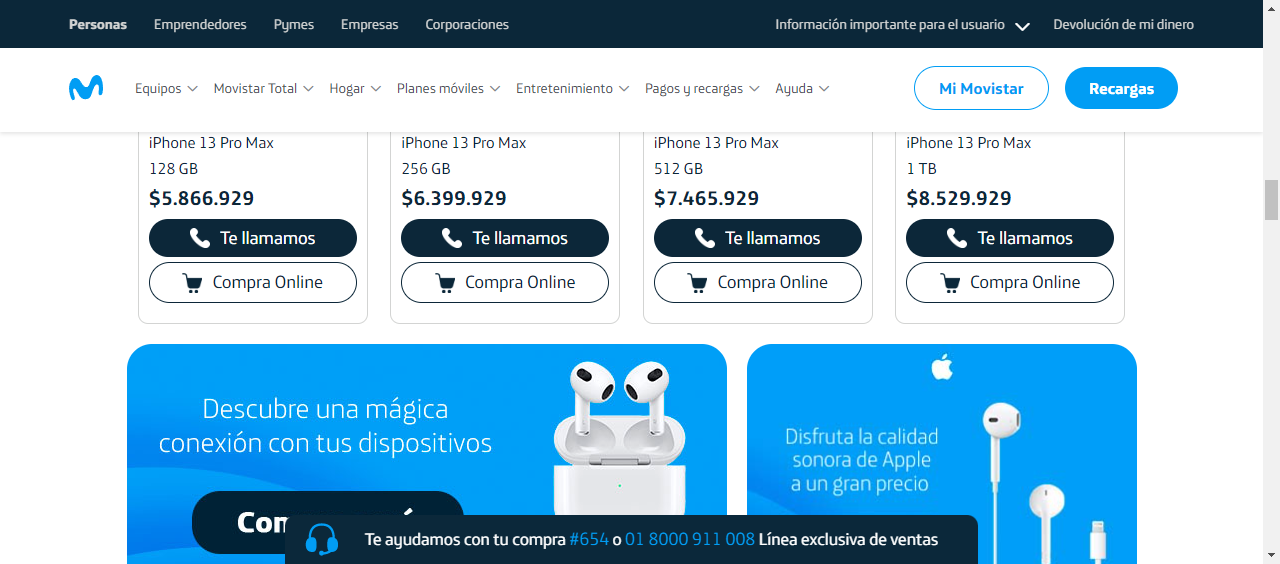 Personas Emprendedores Pymes Empresas Corporaciones Información importante para el usuario Devolución de mi dinero
Equipos Movistar Total Hogar Planes móviles Entretenimiento Pagos y recargas Ayuda Mi Movistar Recargas
iPhone 13 Pro Max
128 GB
$5.866.929
Te llamamos
Compra Online
iPhone 13 Pro Max
256 GB
$6.399.929
Te llamamos
Compra Online
iPhone 13 Pro Max
512 GB
$7.465.929
Te llamamos
Compra Online
iPhone 13 Pro Max
1 TB
$8.529.929
Te llamamos
Compra Online
Descubre una mágica
conexión con tus dispositivos
Disfruta la calidad
sonora de Apple
a un gran precio
Te ayudamos con tu compra #654 o 01 8000 911 008 Línea exclusiva de ventas